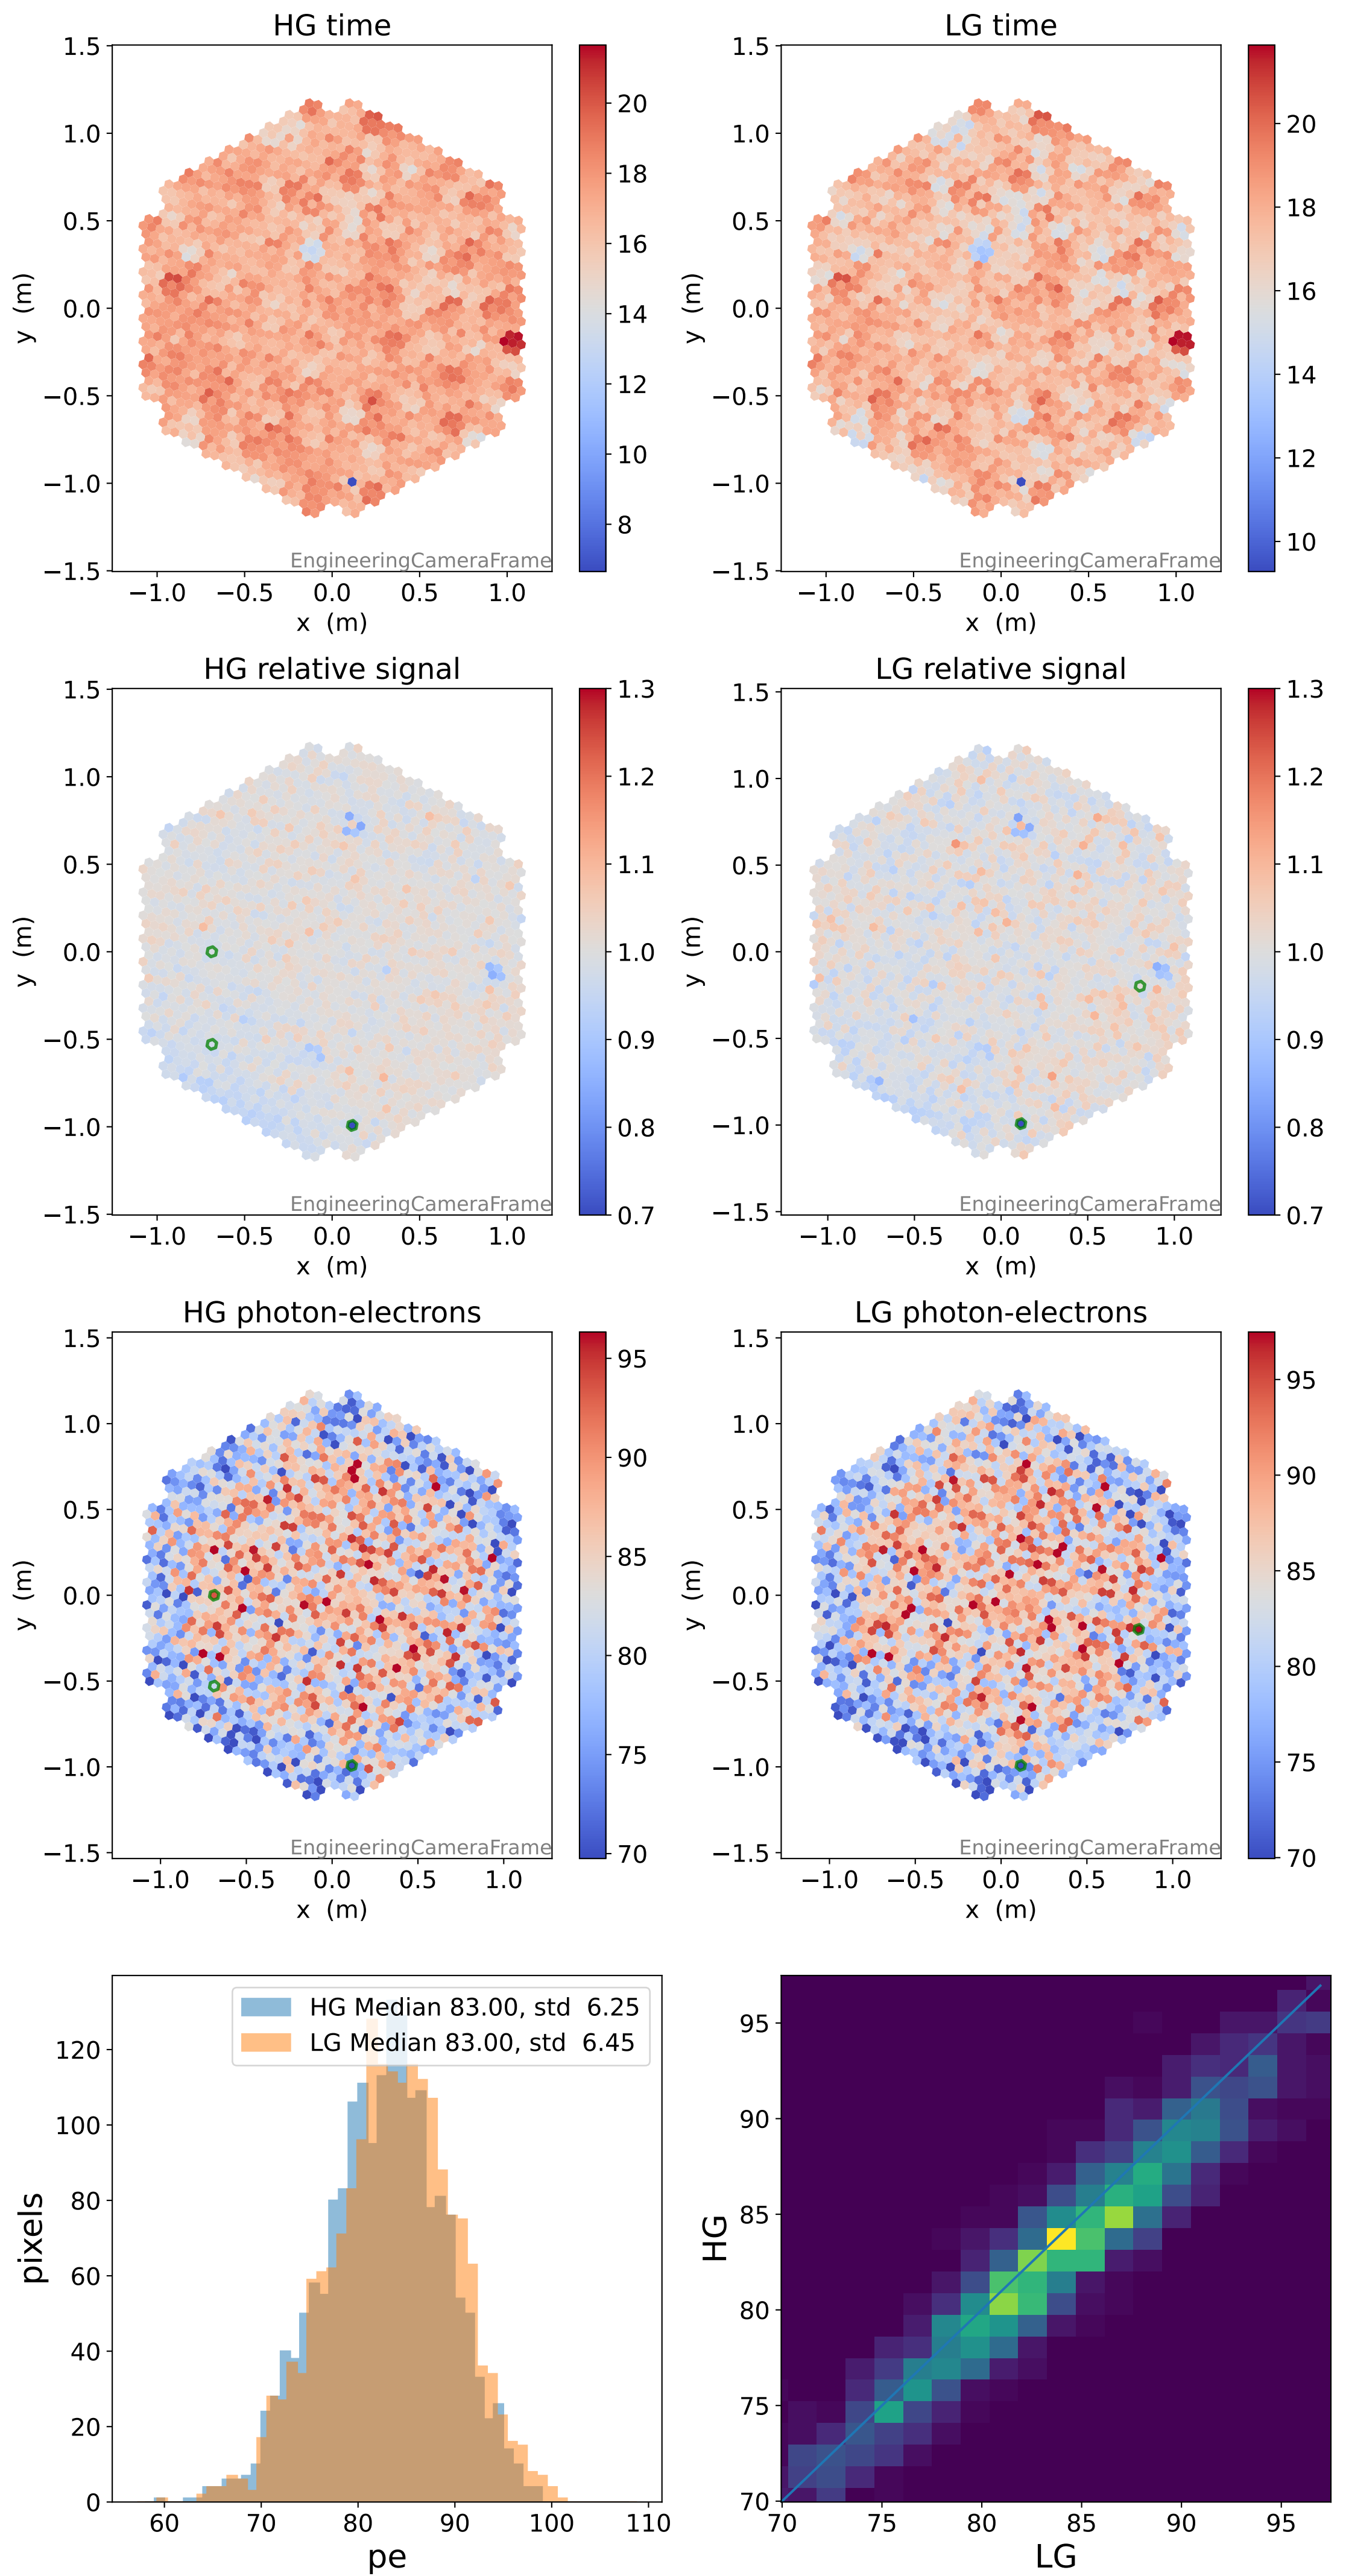 HG time
1.5
1.0
0.5
0.0
−0.5
−1.0
−1.5
y (m)
−1.0 −0.5 0.0 0.5 1.0
x (m)
EngineeringCameraFrame
20
18
16
14
12
10
8
LG time
1.5
1.0
0.5
0.0
−0.5
−1.0
−1.5
y (m)
−1.0 −0.5 0.0 0.5 1.0
x (m)
EngineeringCameraFrame
20
18
16
14
12
10
HG relative signal
1.5
1.0
0.5
0.0
−0.5
−1.0
−1.5
y (m)
−1.0 −0.5 0.0 0.5 1.0
x (m)
EngineeringCameraFrame
1.3
1.2
1.1
1.0
0.9
0.8
0.7
LG relative signal
1.5
1.0
0.5
0.0
−0.5
−1.0
−1.5
y (m)
−1.0 −0.5 0.0 0.5 1.0
x (m)
EngineeringCameraFrame
1.3
1.2
1.1
1.0
0.9
0.8
0.7
HG photon-electrons
1.5
1.0
0.5
0.0
−0.5
−1.0
−1.5
y (m)
−1.0 −0.5 0.0 0.5 1.0
x (m)
EngineeringCameraFrame
95
90
85
80
75
70
LG photon-electrons
1.5
1.0
0.5
0.0
−0.5
−1.0
−1.5
y (m)
−1.0 −0.5 0.0 0.5 1.0
x (m)
EngineeringCameraFrame
95
90
85
80
75
70
HG Median 83.00, std 6.25
LG Median 83.00, std 6.45
120
100
80
60
40
20
0
pixels
60 70 80 90 100 110
pe
95
90
85
80
75
70
HG
70 75 80 85 90 95
LG